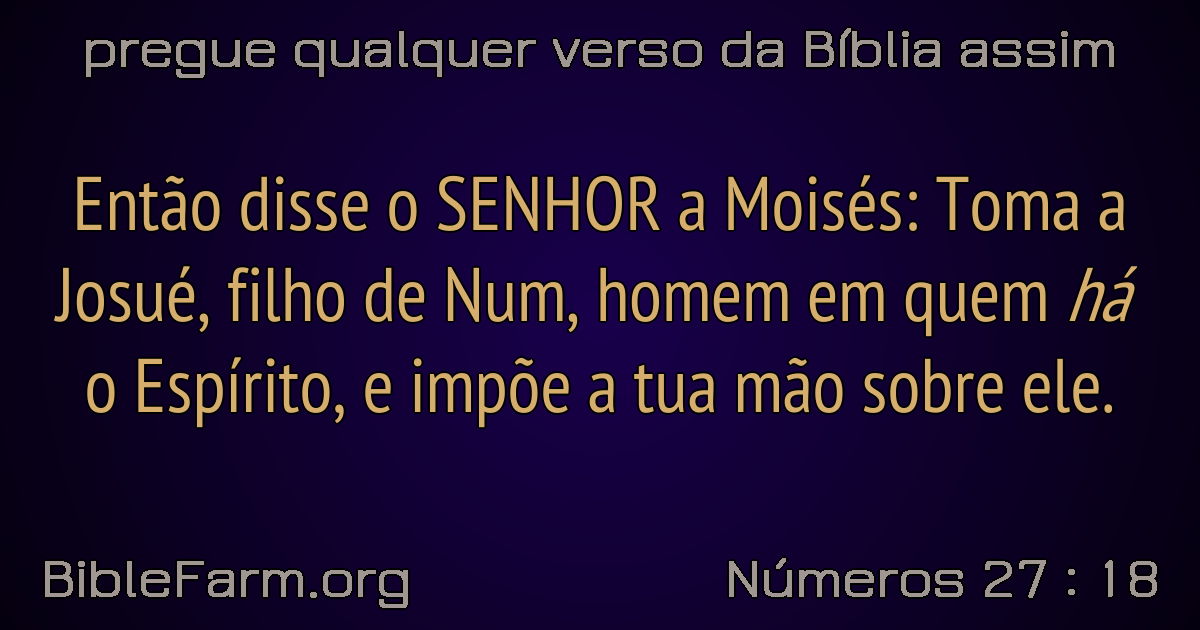 pregue qualquer verso da Bíblia assim
Então disse o SENHOR a Moisés: Toma a
Josué, filho de Num, homem em quem há
o Espírito, e impõe a tua mão sobre ele.
BibleFarm.org
Números 27 : 18